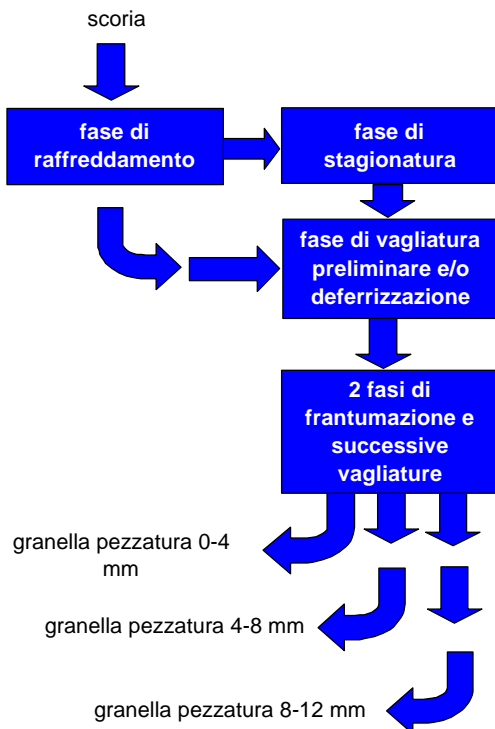 scoria
fase di
raffreddamento
fase di
stagionatura
fase di vagliatura
preliminare e/o
deferrizzazione
2 fasi di
frantumazione e
successive
vagliature
granella pezzatura 0-4
mm
granella pezzatura 4-8 mm
granella pezzatura 8-12 mm